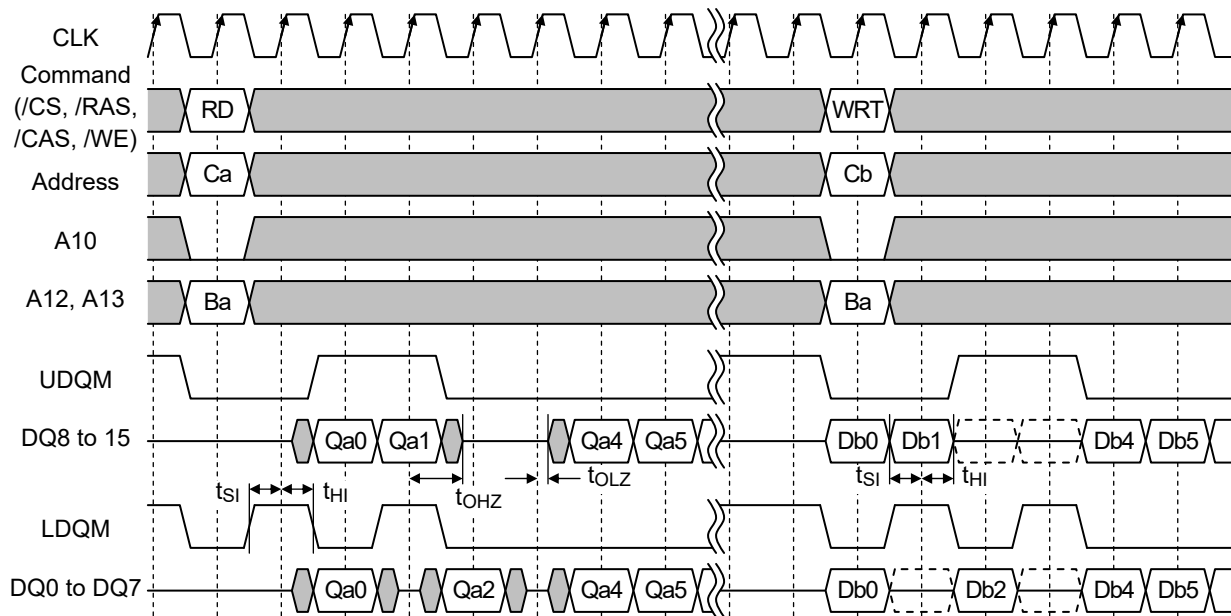 CLK
Command
(/CS, /RAS,
/CAS, /WE)
RD WRT
Address Ca Cb
A10
A12, A13 Ba Ba
UDQM
DQ8 to 15 Qa0 Qa1 Qa4 Qa5 Db0 Db1 Db4 Db5
tSI tHI tOHZ tOLZ tSI tHI
LDQM
DQ0 to DQ7 Qa0 Qa2 Qa4 Qa5 Db0 Db2 Db4 Db5